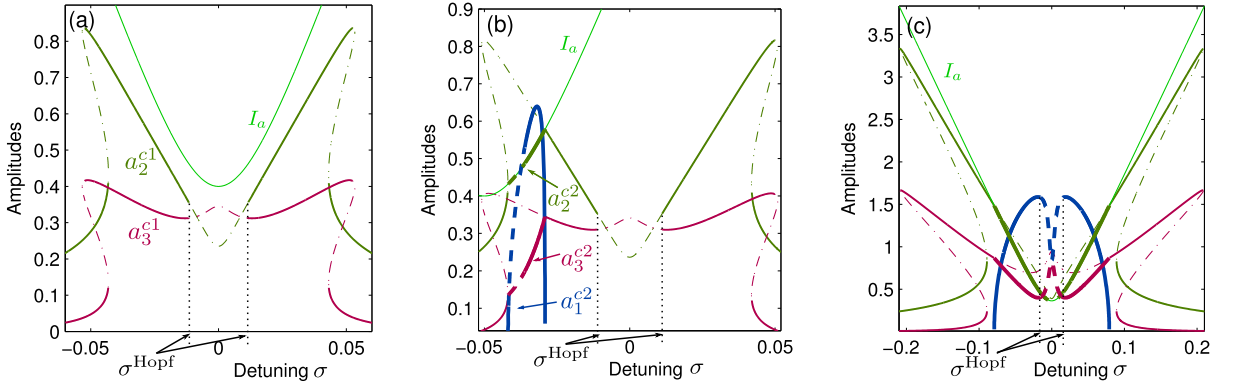 (a)
Amplitudes
0.8
0.7
0.6
0.5
0.4
0.3
0.2
0.1
0
I_a
a_2^{c1}
a_3^{c1}
−0.05
0
0.05
σ^{Hopf}
Detuning σ
(b)
Amplitudes
0.9
0.8
0.7
0.6
0.5
0.4
0.3
0.2
0.1
I_a
a_2^{c2}
a_3^{c2}
a_1^{c2}
−0.05
0
0.05
σ^{Hopf}
Detuning σ
(c)
Amplitudes
3.5
3
2.5
2
1.5
1
0.5
I_a
−0.2
−0.1
0
0.1
0.2
σ^{Hopf}
Detuning σ